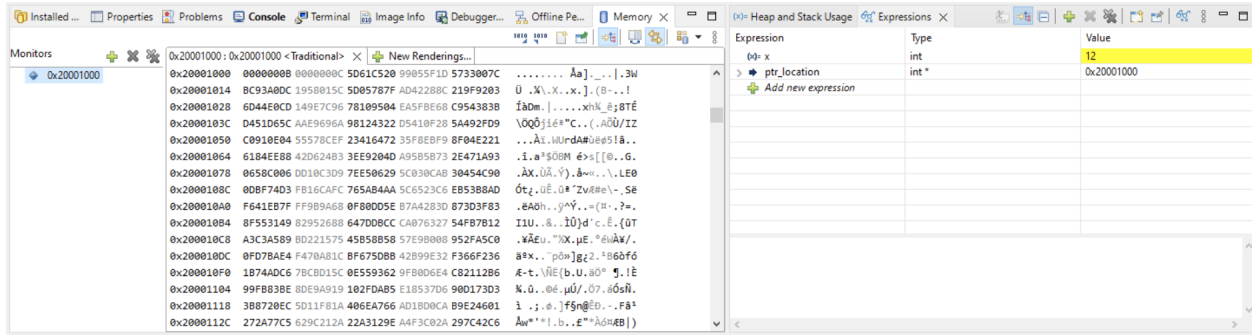 Installed ... Properties Problems Console Terminal Image Info Debugger... Offline Pe... Memory
Heap and Stack Usage Expressions
Monitors
0x20001000
0x20001000 : 0x20001000 <Traditional> New Renderings...
0x20001000 0000000B 0000000C 5D61C520 99055F1D 5733007C
0x20001014 BC93A0DC 1958015C 5D05787F AD42288C 219F9203
0x20001028 6D44E0CD 149E7C96 78109504 EA5FBE68 C954383B
0x2000103C D451D65C AAE9696A 98124322 D5410F28 5A492FD9
0x20001050 C0910E04 55578CEF 23416472 35F8EBF9 8F04E221
0x20001064 6184EE88 42D624B3 3EE9204D A95B5B73 2E471A93
0x20001078 0658C006 DD10C3D9 7EE50629 5C030CAB 30454C90
0x2000108C 0DBF74D3 FB16CAFC 765AB4AA 5C6523C6 EB53B8AD
0x200010A0 F641EB7F FF9B9A68 0F80DD5E B7A4283D 873D3F83
0x200010B4 8F553149 82952688 647DDBCC CA076327 54FB7B12
0x200010C8 A3C3A589 BD221575 45B58B58 57E9B008 952FA5C0
0x200010DC 0FD7BAE4 F470A81C BF675DBB 42B99E32 F366F236
0x200010F0 1B74ADC6 7BCBD15C 0E559362 9FB0D6E4 C82112B6
0x20001104 99FB83BE 8DE9A919 102FDAB5 E18537D6 90D173D3
0x20001118 3B8720EC 5D11F81A 406EA766 AD1BD0CA B9E24601
0x2000112C 272A77C5 629C212A 22A3129E A4F3C02A 297C42C6
Expression Type Value
(x)= x int 12
ptr_location int * 0x20001000
Add new expression